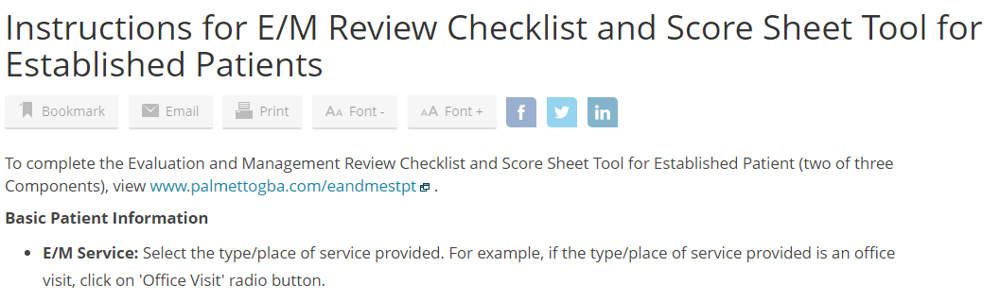 Instructions for E/M Review Checklist and Score Sheet Tool for
Established Patients
Bookmark Email Print AA Font - AA Font + f in
To complete the Evaluation and Management Review Checklist and Score Sheet Tool for Established Patient (two of three
Components), view www.palmettogba.com/eandmestpt .
Basic Patient Information
• E/M Service: Select the type/place of service provided. For example, if the type/place of service provided is an office
visit, click on 'Office Visit' radio button.